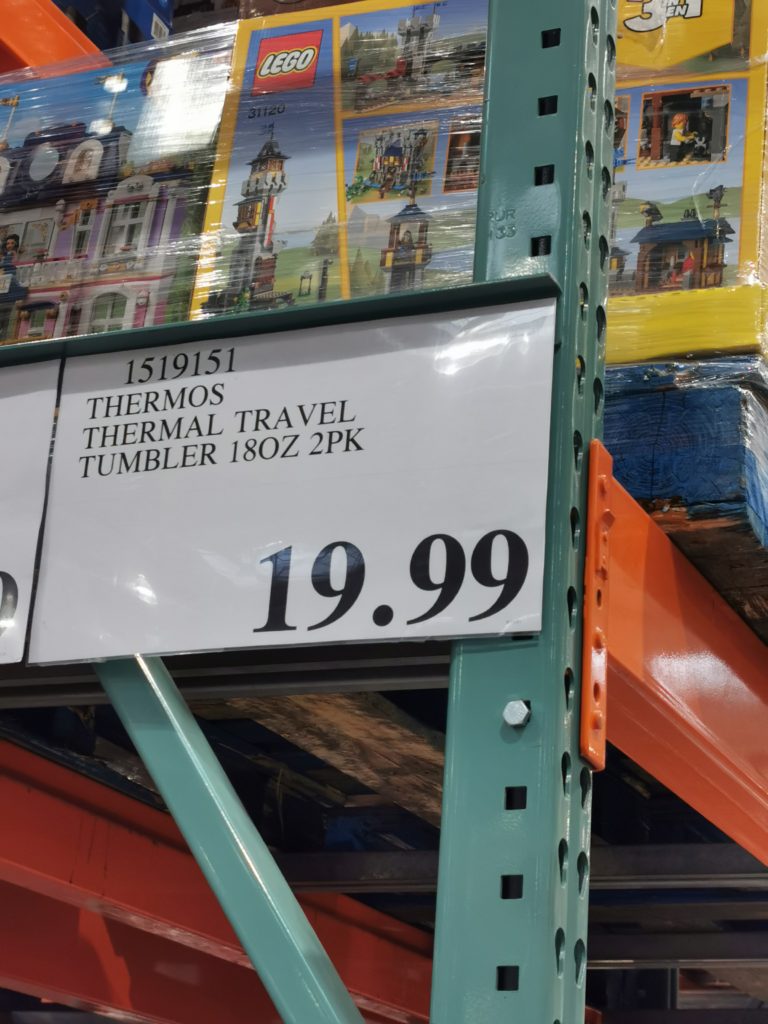 LEGO
31120
1519151
THERMOS
THERMAL TRAVEL
TUMBLER 18OZ 2PK
19.99